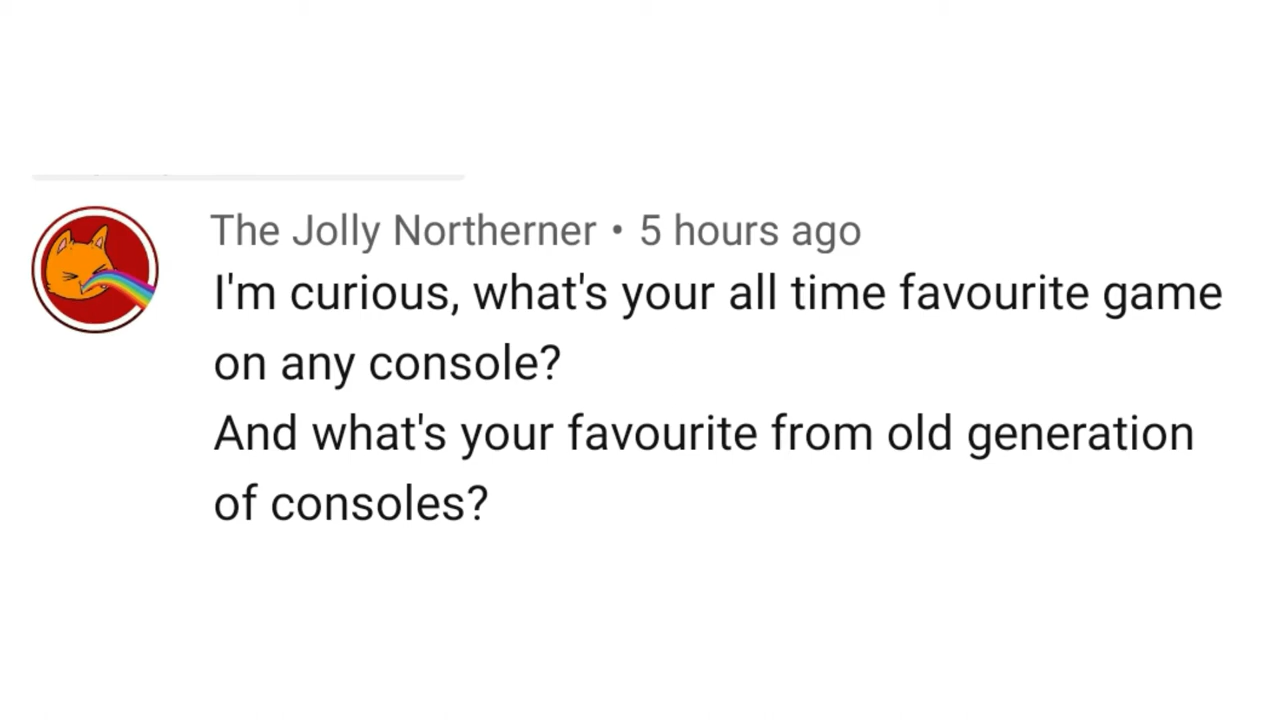 The Jolly Northerner • 5 hours ago
I'm curious, what's your all time favourite game
on any console?
And what's your favourite from old generation
of consoles?